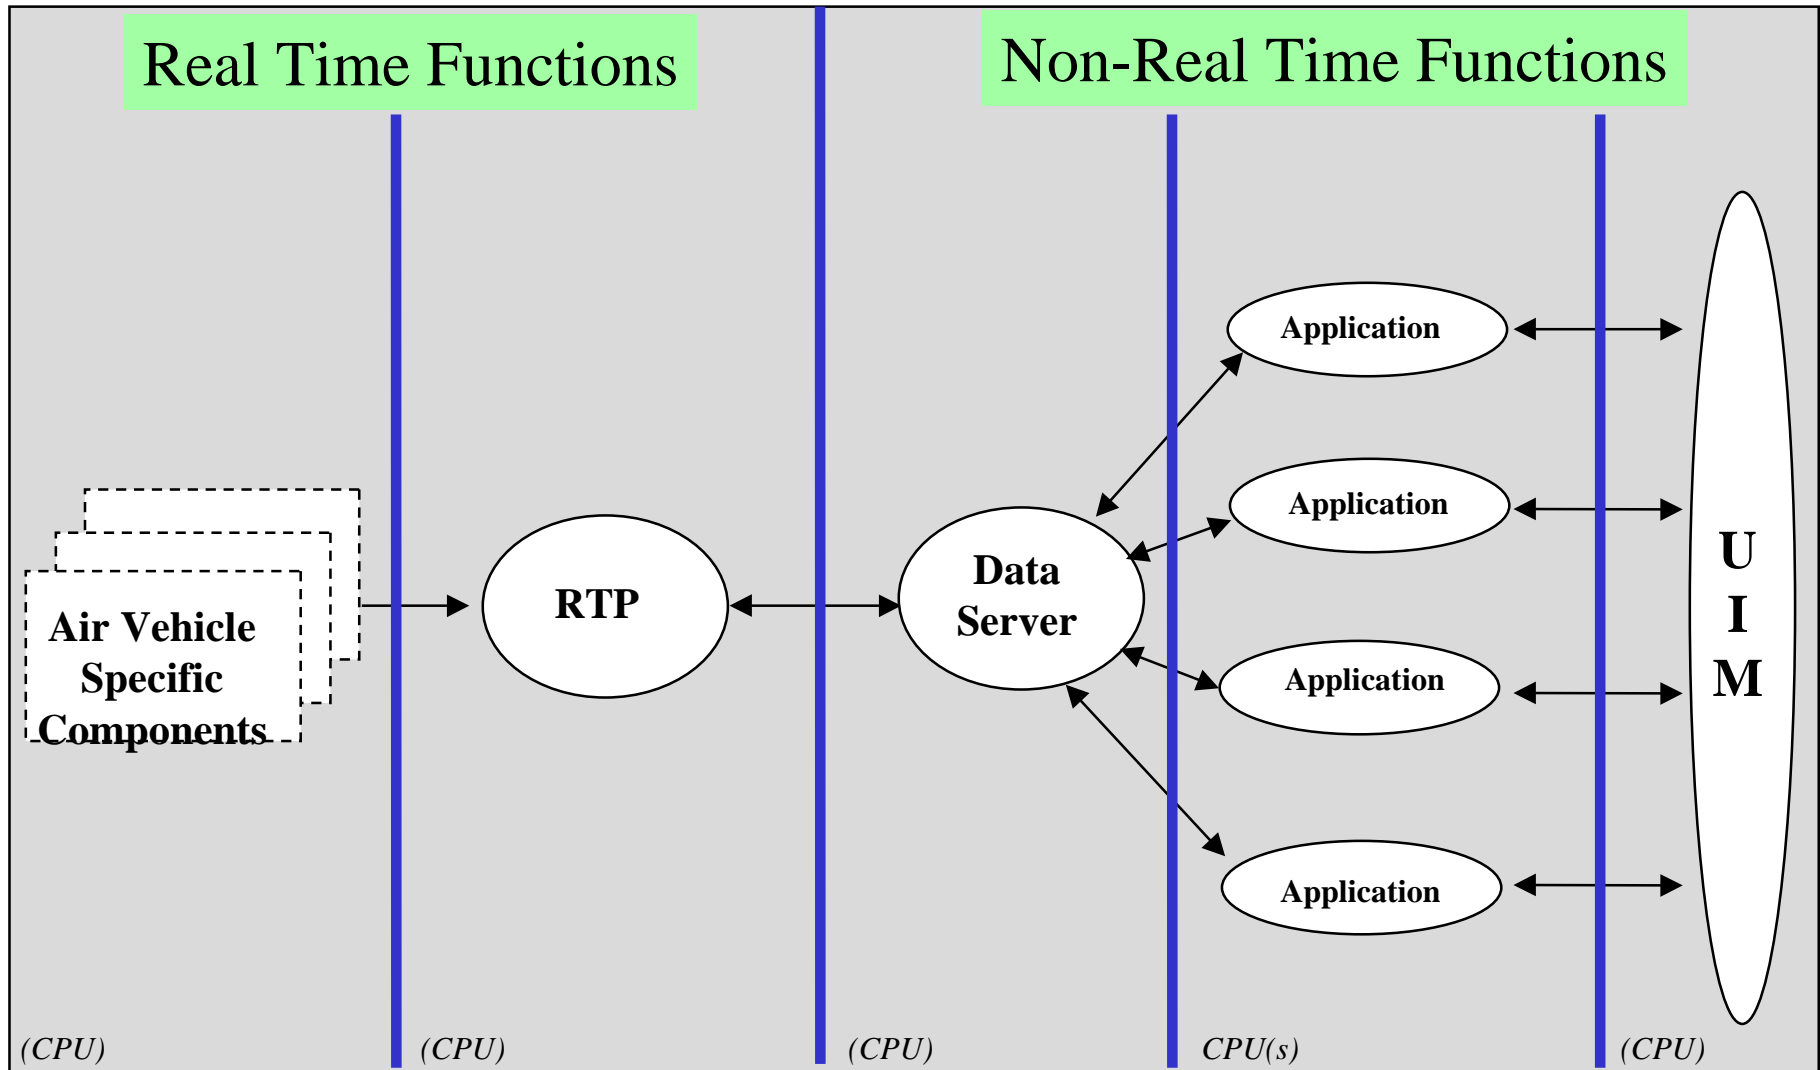 Real Time Functions
Non-Real Time Functions
Air Vehicle
Specific
Components
RTP
Data
Server
Application
Application
Application
Application
U
I
M
(CPU)
(CPU)
(CPU)
CPU(s)
(CPU)